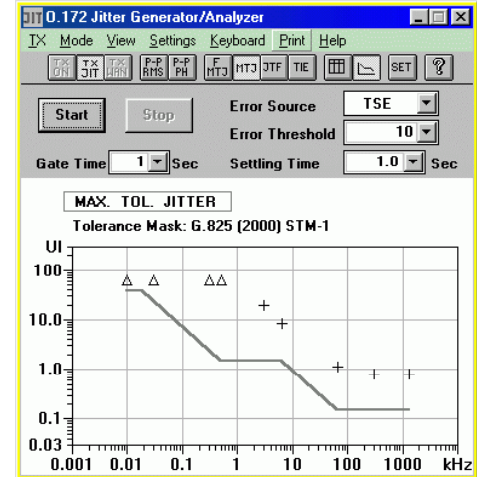 JIT O.172 Jitter Generator/Analyzer
TX Mode View Settings Keyboard Print Help
TX ON TX JIT TX WAN P-P RMS P-P PH F MTJ MTJ JTF TIE SET ?
Start Stop Error Source TSE
Error Threshold 10
Gate Time 1 Sec Settling Time 1.0 Sec
MAX. TOL. JITTER
Tolerance Mask: G.825 (2000) STM-1
UI
100
10.0
1.0
0.1
0.03
0.001 0.01 0.1 1 10 100 1000 kHz